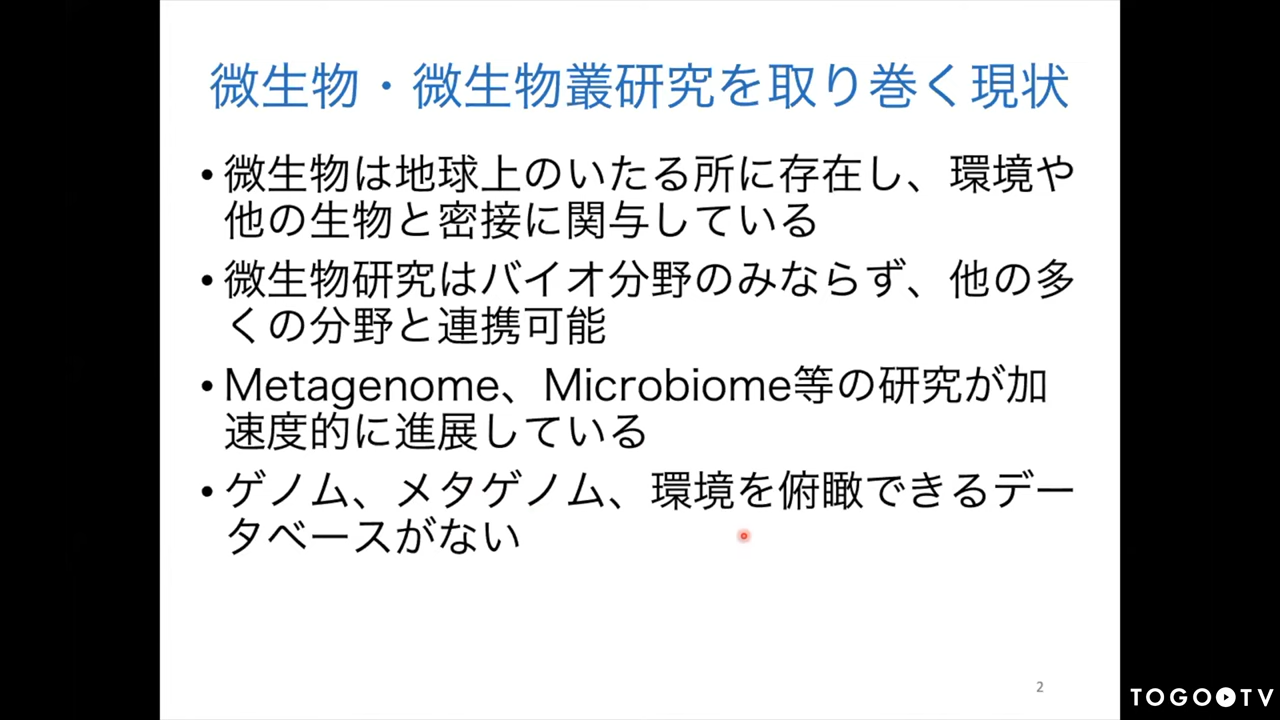 微生物・微生物叢研究を取り巻く現状
• 微生物は地球上のいたる所に存在し、環境や
他の生物と密接に関与している
• 微生物研究はバイオ分野のみならず、他の多
くの分野と連携可能
• Metagenome、Microbiome等の研究が加
速度的に進展している
• ゲノム、メタゲノム、環境を俯瞰できるデー
タベースがない
2
TOGOTV